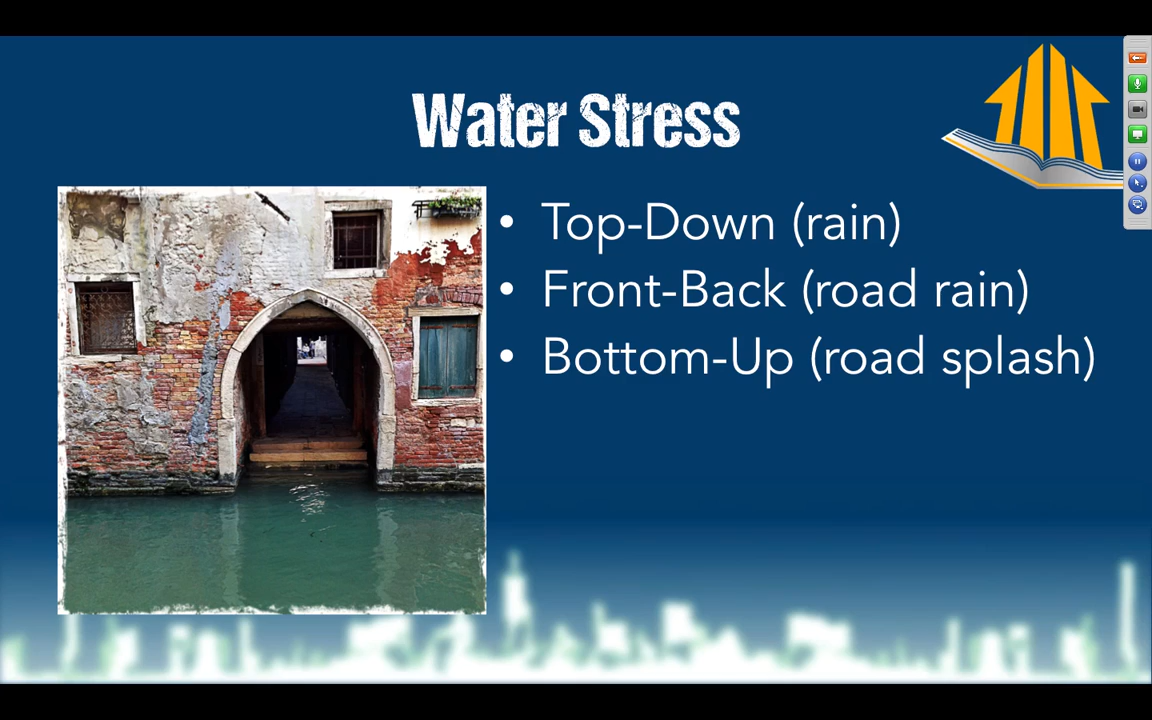 Water Stress
• Top-Down (rain)
• Front-Back (road rain)
• Bottom-Up (road splash)